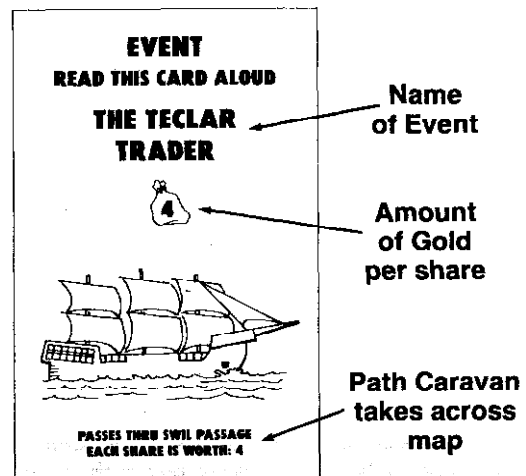 EVENT
READ THIS CARD ALOUD
THE TECLAR
TRADER
4
PASSES THRU SWIL PASSAGE
EACH SHARE IS WORTH: 4
Name
of Event
Amount
of Gold
per share
Path Caravan
takes across
map